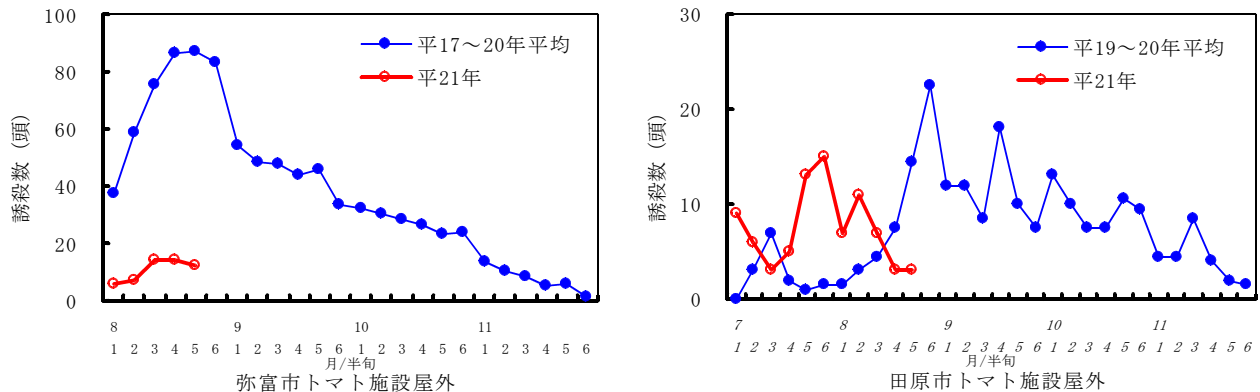 100
80
60
40
20
0
誘殺数 (頭)
平17～20年平均
平21年
8 9 10 11
1 2 3 4 5 6 1 2 3 4 5 6 1 2 3 4 5 6 1 2 3 4 5 6
月/半旬
弥富市トマト施設屋外
30
20
10
0
誘殺数 (頭)
平19～20年平均
平21年
7 8 9 10 11
1 2 3 4 5 6 1 2 3 4 5 6 1 2 3 4 5 6 1 2 3 4 5 6 1 2 3 4 5 6
月/半旬
田原市トマト施設屋外